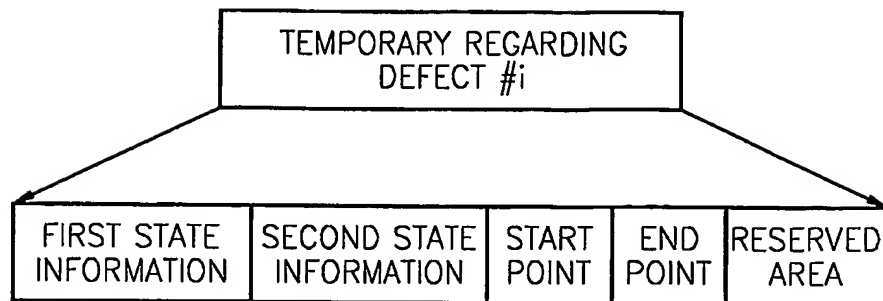 TEMPORARY REGARDING
DEFECT #i
FIRST STATE
INFORMATION
SECOND STATE
INFORMATION
START
POINT
END
POINT
RESERVED
AREA